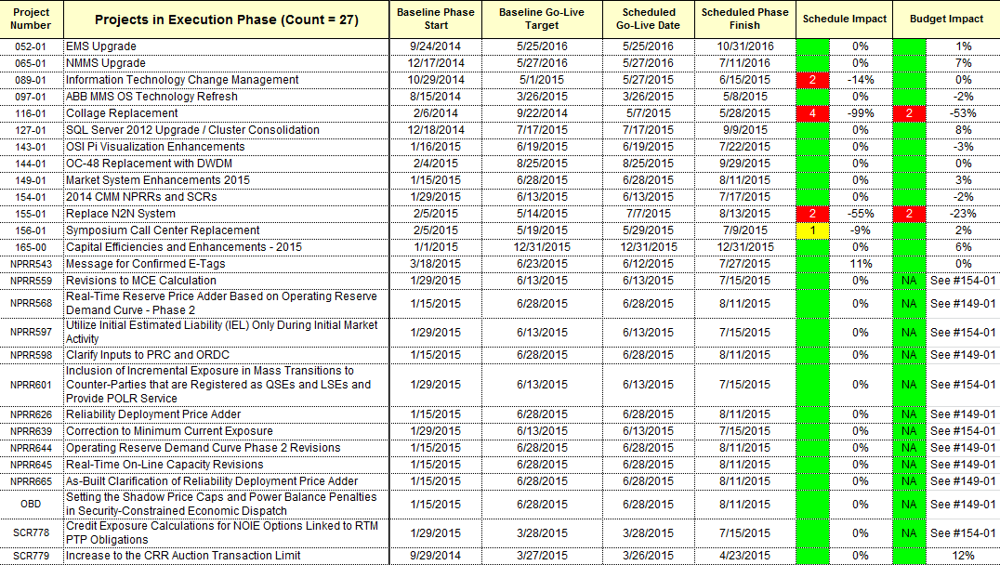 Project Number Projects in Execution Phase (Count = 27) Baseline Phase Start Baseline Go-Live Target Scheduled Go-Live Date Scheduled Phase Finish Schedule Impact Budget Impact
052-01 EMS Upgrade 9/24/2014 5/25/2016 5/25/2016 10/31/2016 0% 1%
065-01 NMMS Upgrade 12/17/2014 5/27/2016 5/27/2016 7/11/2016 0% 7%
089-01 Information Technology Change Management 10/29/2014 5/1/2015 5/27/2015 6/15/2015 2 -14% 0%
097-01 ABB MMS OS Technology Refresh 8/15/2014 3/26/2015 3/26/2015 5/8/2015 0% -2%
116-01 Collage Replacement 2/6/2014 9/22/2014 5/7/2015 5/28/2015 4 -99% 2 -53%
127-01 SQL Server 2012 Upgrade / Cluster Consolidation 12/18/2014 7/17/2015 7/17/2015 9/9/2015 0% 8%
143-01 OSI Pi Visualization Enhancements 1/16/2015 6/19/2015 6/19/2015 7/22/2015 0% -3%
144-01 OC-48 Replacement with DWDM 2/4/2015 8/25/2015 8/25/2015 9/29/2015 0% 0%
149-01 Market System Enhancements 2015 1/15/2015 6/28/2015 6/28/2015 8/11/2015 0% 3%
154-01 2014 CMM NPRRs and SCRs 1/29/2015 6/13/2015 6/13/2015 7/17/2015 0% -2%
155-01 Replace N2N System 2/5/2015 5/14/2015 7/7/2015 8/13/2015 2 -55% 2 -23%
156-01 Symposium Call Center Replacement 2/5/2015 5/19/2015 5/29/2015 7/9/2015 1 -9% 2%
165-00 Capital Efficiencies and Enhancements - 2015 1/1/2015 12/31/2015 12/31/2015 12/31/2015 0% 6%
NPRR543 Message for Confirmed E-Tags 3/18/2015 6/23/2015 6/12/2015 7/27/2015 11% 0%
NPRR559 Revisions to MCE Calculation 1/29/2015 6/13/2015 6/13/2015 7/15/2015 0% NA See #154-01
NPRR568 Real-Time Reserve Price Adder Based on Operating Reserve
Demand Curve - Phase 2 1/15/2015 6/28/2015 6/28/2015 8/11/2015 0% NA See #149-01
NPRR597 Utilize Initial Estimated Liability (IEL) Only During Initial Market
Activity 1/29/2015 6/13/2015 6/13/2015 7/15/2015 0% NA See #154-01
NPRR598 Clarify Inputs to PRC and ORDC 1/15/2015 6/28/2015 6/28/2015 8/11/2015 0% NA See #149-01
NPRR601 Inclusion of Incremental Exposure in Mass Transitions to
Counter-Parties that are Registered as QSEs and LSEs and
Provide POLR Service 1/29/2015 6/13/2015 6/13/2015 7/15/2015 0% NA See #154-01
NPRR626 Reliability Deployment Price Adder 1/15/2015 6/28/2015 6/28/2015 8/11/2015 0% NA See #149-01
NPRR639 Correction to Minimum Current Exposure 1/29/2015 6/13/2015 6/13/2015 7/15/2015 0% NA See #154-01
NPRR644 Operating Reserve Demand Curve Phase 2 Revisions 1/15/2015 6/28/2015 6/28/2015 8/11/2015 0% NA See #149-01
NPRR645 Real-Time On-Line Capacity Revisions 1/15/2015 6/28/2015 6/28/2015 8/11/2015 0% NA See #149-01
NPRR665 As-Built Clarification of Reliability Deployment Price Adder 1/15/2015 6/28/2015 6/28/2015 8/11/2015 0% NA See #149-01
OBD Setting the Shadow Price Caps and Power Balance Penalties
in Security-Constrained Economic Dispatch 1/15/2015 6/28/2015 6/28/2015 8/11/2015 0% NA See #149-01
SCR778 Credit Exposure Calculations for NOIE Options Linked to RTM
PTP Obligations 1/29/2015 3/28/2015 3/28/2015 7/15/2015 0% NA See #154-01
SCR779 Increase to the CRR Auction Transaction Limit 9/29/2014 3/27/2015 3/26/2015 4/23/2015 0% 12%